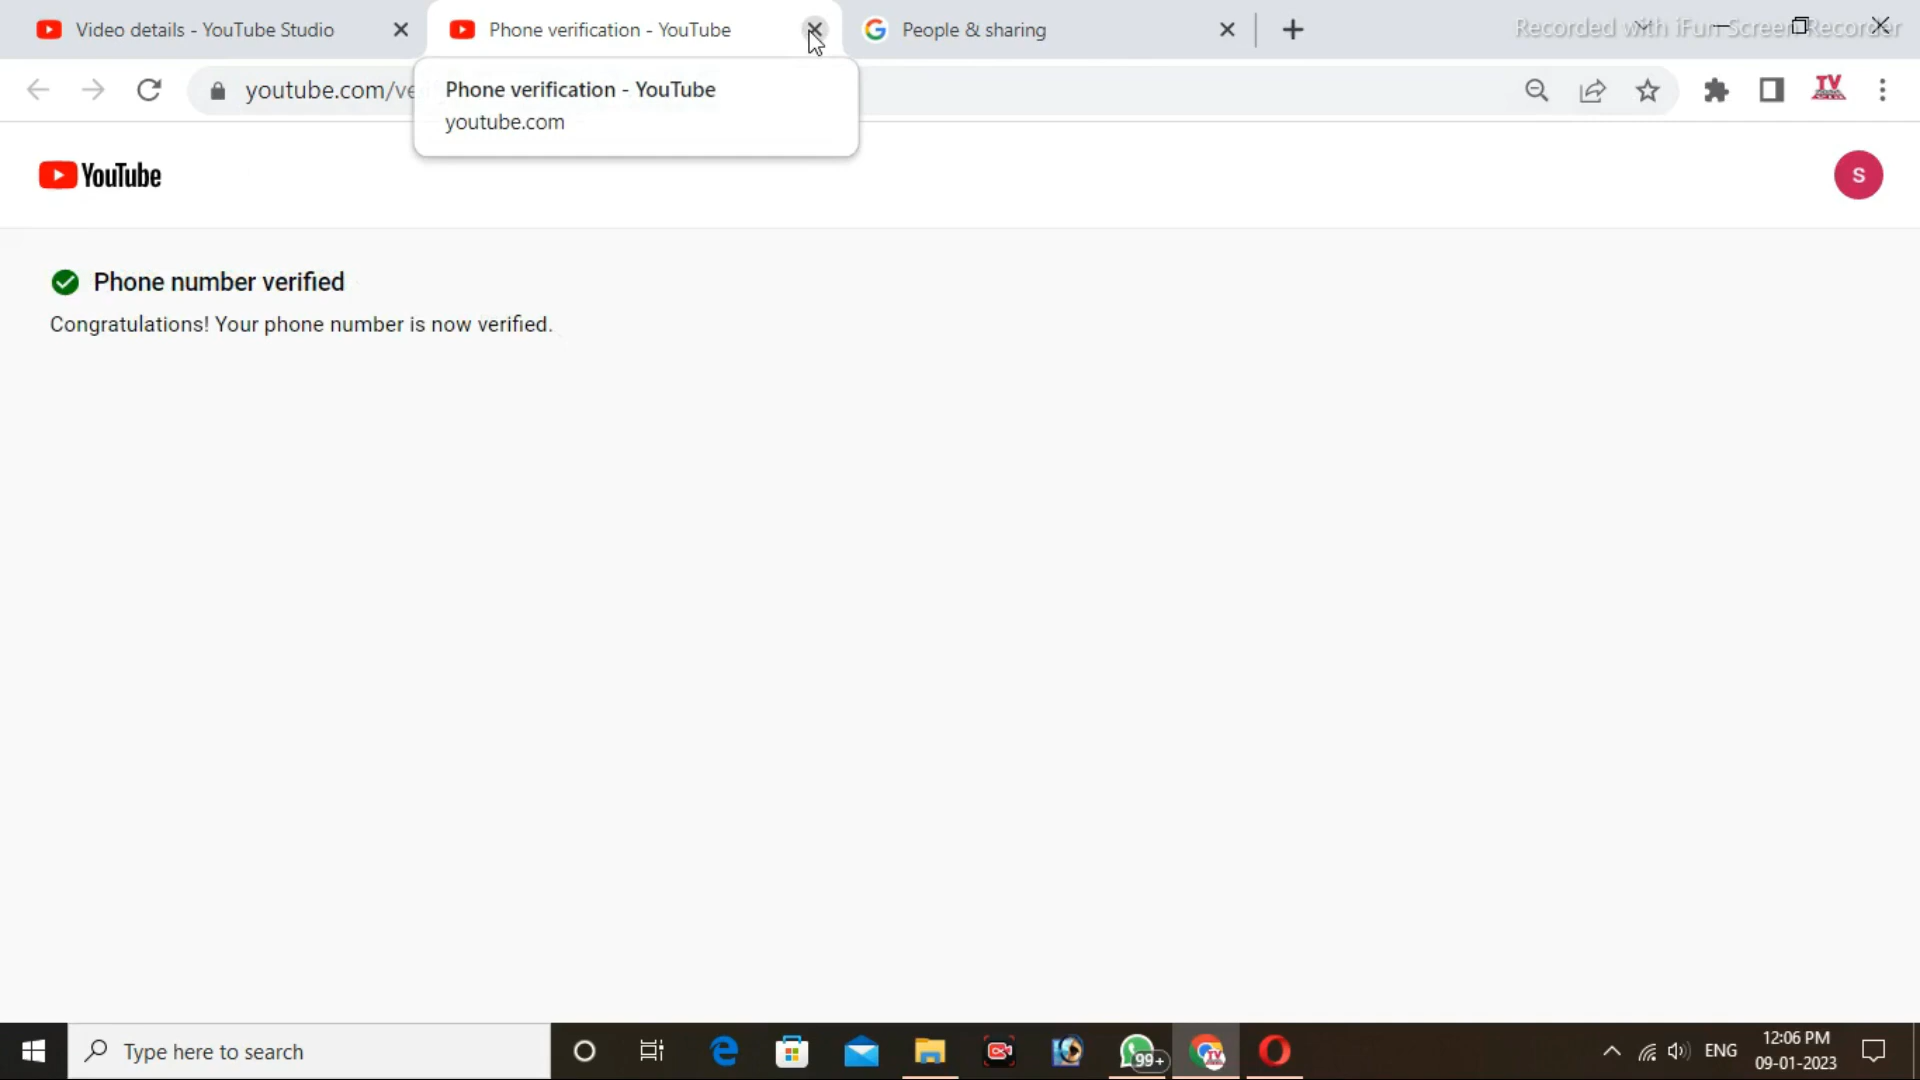 Video details - YouTube Studio
Phone verification - YouTube
People & sharing
Recorded with iFun Screen Recorder
youtube.com/ve
Phone verification - YouTube
youtube.com
TV
YouTube
S
Phone number verified
Congratulations! Your phone number is now verified.
Type here to search
99+
TV
ENG
12:06 PM
09-01-2023